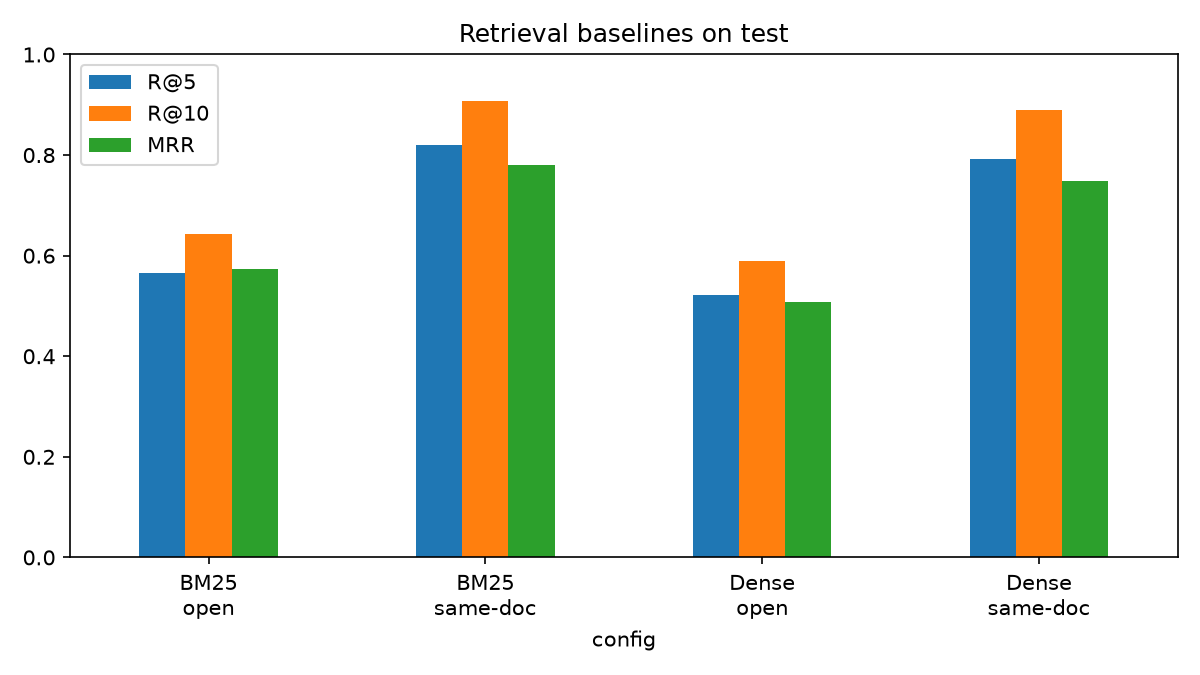 Retrieval baselines on test
1.0
0.8
0.6
0.4
0.2
0.0
R@5
R@10
MRR
BM25
open
BM25
same-doc
Dense
open
Dense
same-doc
config